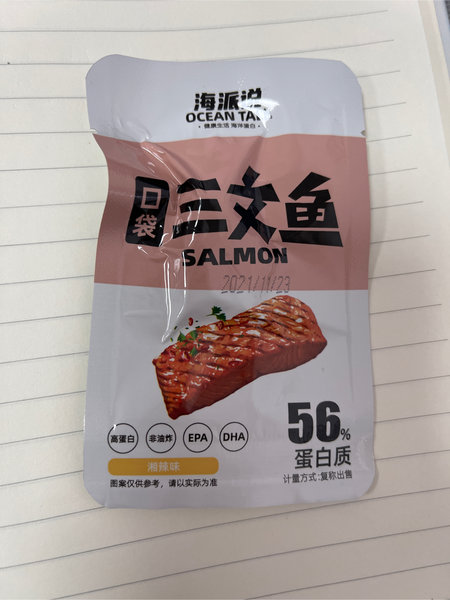 海派说
OCEAN TALS
• 健康生活 海洋蛋白 •
口袋
三文鱼
SALMON
2021/11/23
高蛋白
非油炸
EPA
DHA
湘辣味
图案仅供参考，请以实际为准
56%
蛋白质
计量方式:复称出售